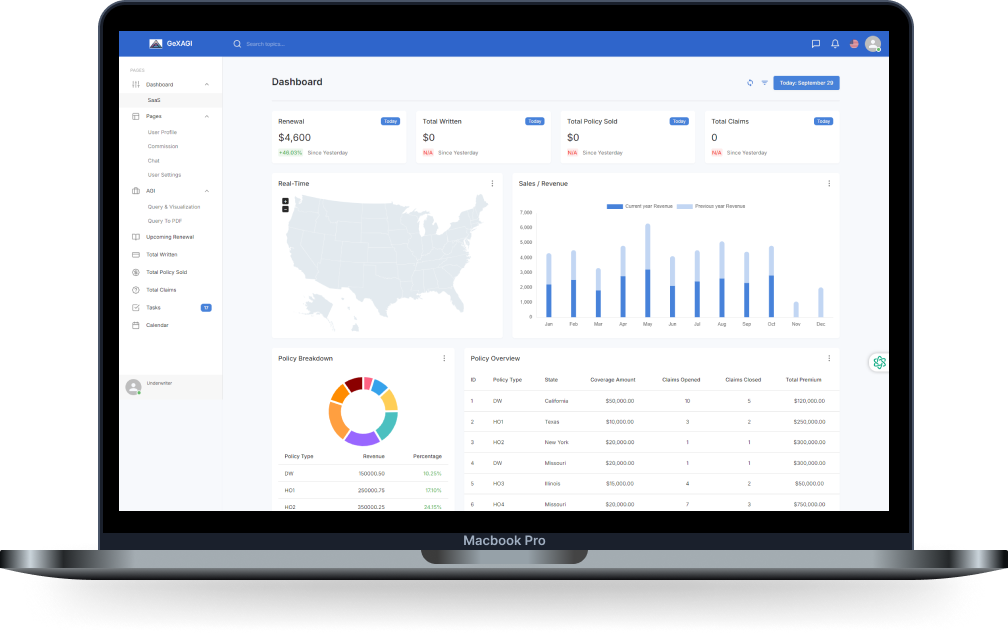 GeXAGI
Search topics...
PAGES
Dashboard
SaaS
Pages
User Profile
Commission
Chat
User Settings
AGI
Query & Visualization
Query To PDF
Upcoming Renewal
Total Written
Total Policy Sold
Total Claims
Tasks 17
Calendar
Underwriter
Dashboard
Today: September 29
Renewal Today
$4,600
+46.03% Since Yesterday
Total Written Today
$0
N/A Since Yesterday
Total Policy Sold Today
$0
N/A Since Yesterday
Total Claims Today
0
N/A Since Yesterday
Real-Time
+
−
Sales / Revenue
Current year Revenue Previous year Revenue
7,000
6,000
5,000
4,000
3,000
2,000
1,000
0
Jan Feb Mar Apr May Jun Jul Aug Sep Oct Nov Dec
Policy Breakdown
Policy Type Revenue Percentage
DW 150000.50 10.25%
HO1 250000.75 17.10%
HO2 350000.25 24.15%
Policy Overview
ID Policy Type State Coverage Amount Claims Opened Claims Closed Total Premium
1 DW California $50,000.00 10 5 $120,000.00
2 HO1 Texas $10,000.00 3 2 $250,000.00
3 HO2 New York $20,000.00 1 1 $300,000.00
4 DW Missouri $20,000.00 1 1 $300,000.00
5 HO3 Illinois $15,000.00 4 2 $50,000.00
6 HO4 Missouri $20,000.00 7 3 $750,000.00
Macbook Pro